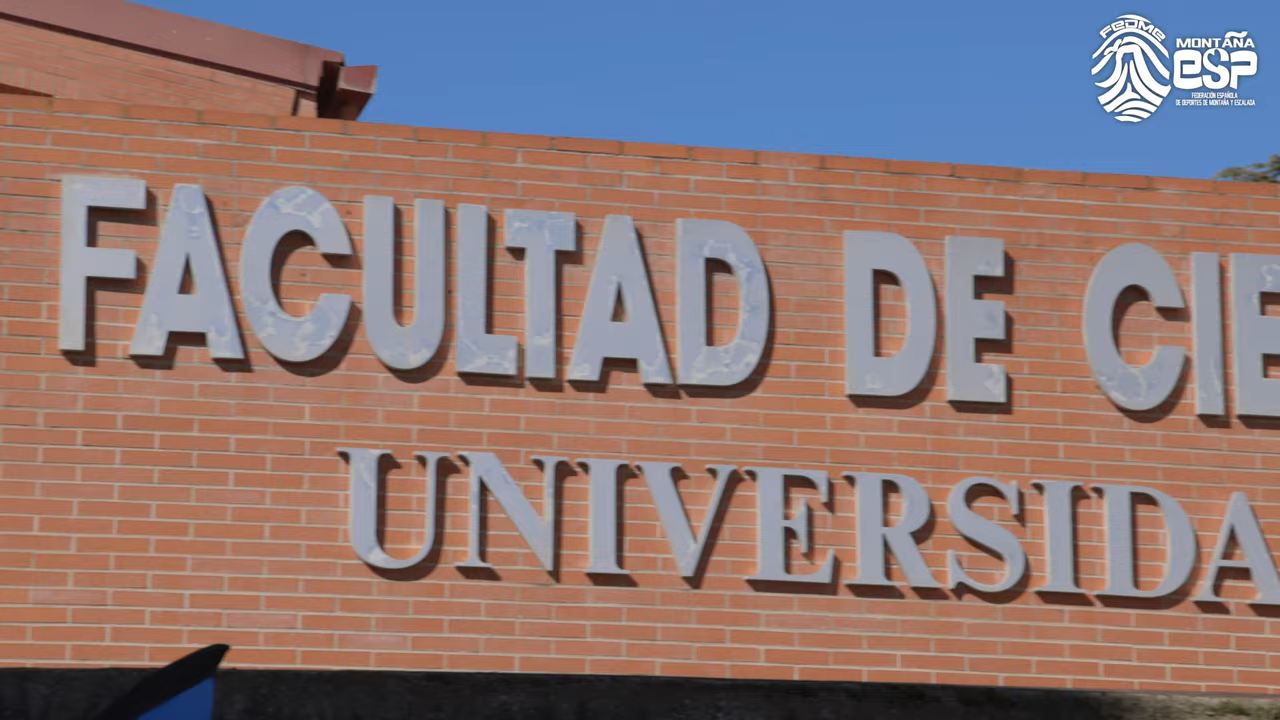 FEDME
MONTAÑA
ESP
FEDERACIÓN ESPAÑOLA
DE DEPORTES DE MONTAÑA Y ESCALADA
FACULTAD DE CIE
UNIVERSIDA